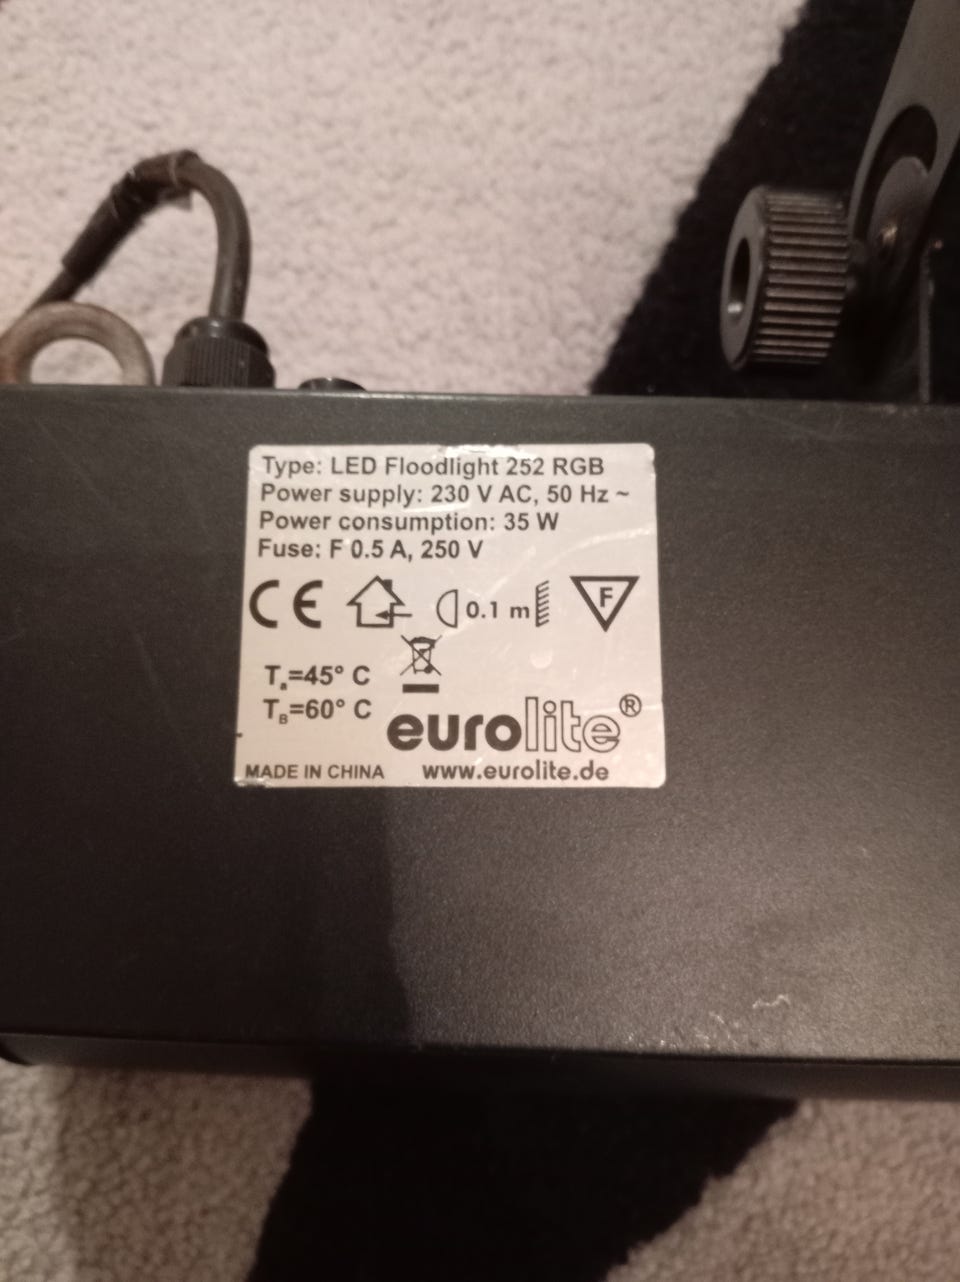 Type: LED Floodlight 252 RGB
Power supply: 230 V AC, 50 Hz ~
Power consumption: 35 W
Fuse: F 0.5 A, 250 V
CE 0.1 m F
Ta=45° C
TB=60° C
eurolite®
MADE IN CHINA www.eurolite.de